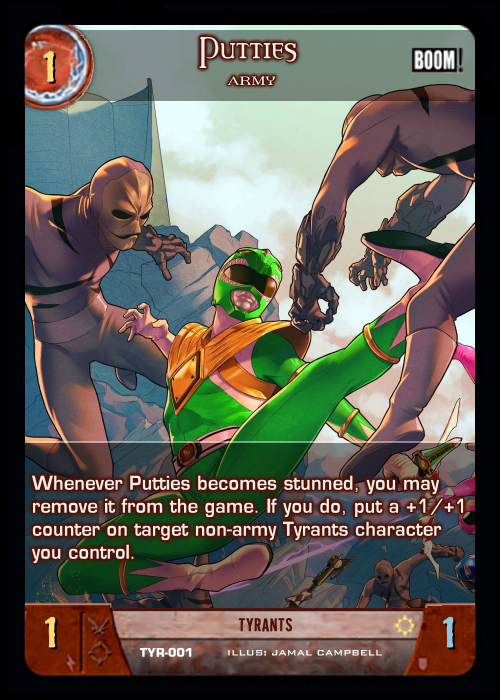 1
PUTTIES
ARMY
BOOM!
Whenever Putties becomes stunned, you may
remove it from the game. If you do, put a +1/+1
counter on target non-army Tyrants character
you control.
1
TYRANTS
1
TYR-001 ILLUS: JAMAL CAMPBELL